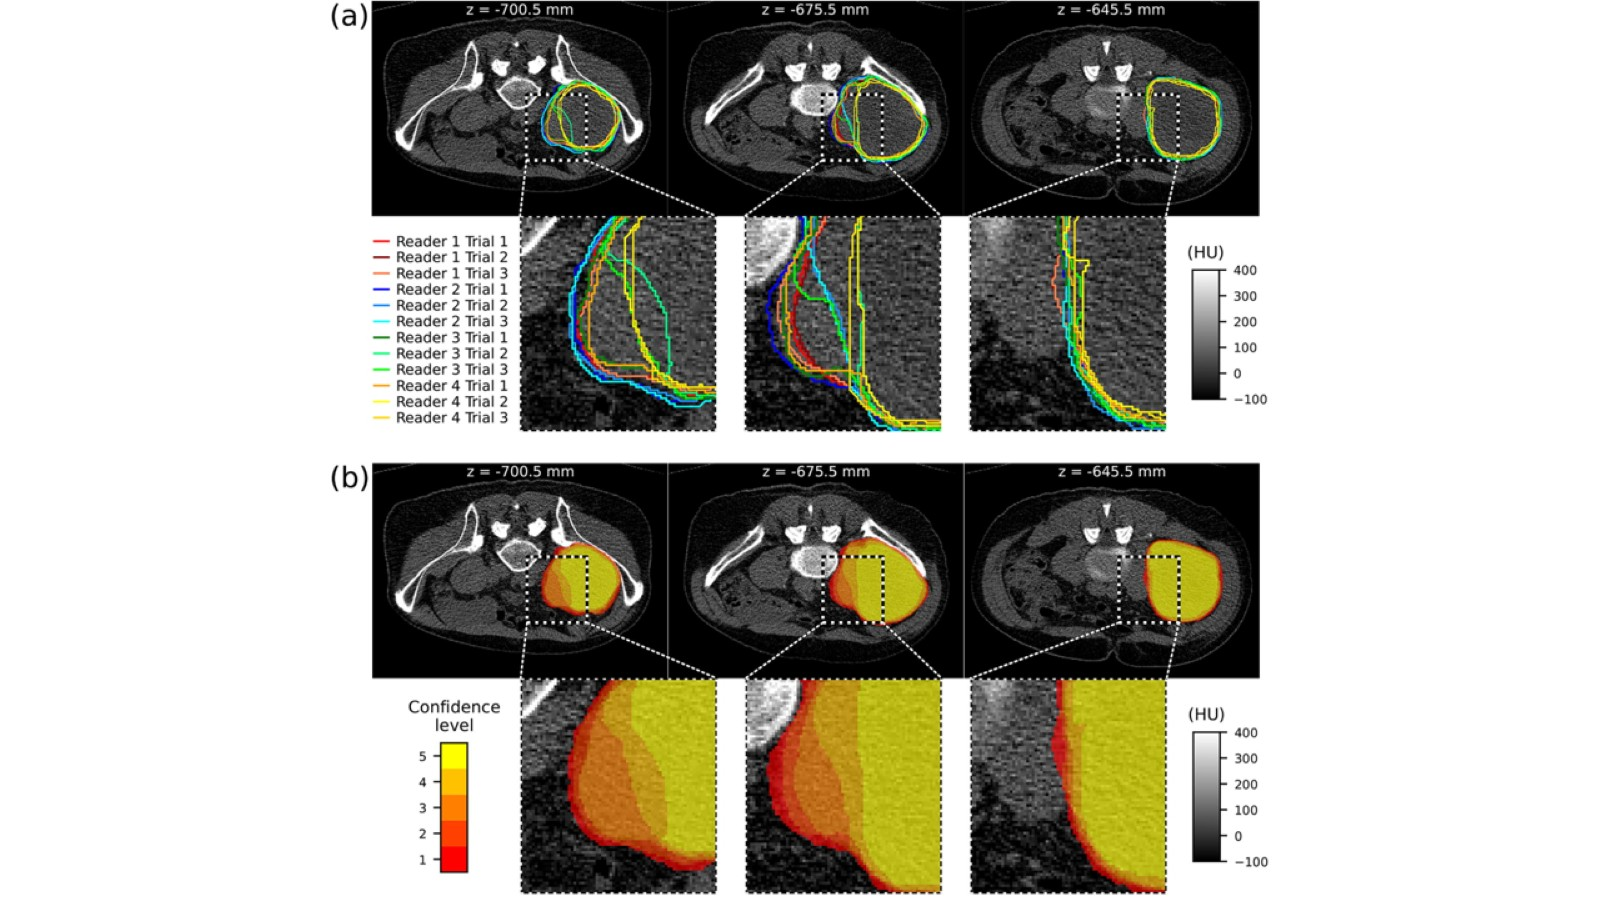 (a)
z = -700.5 mm
z = -675.5 mm
z = -645.5 mm
Reader 1 Trial 1
Reader 1 Trial 2
Reader 1 Trial 3
Reader 2 Trial 1
Reader 2 Trial 2
Reader 2 Trial 3
Reader 3 Trial 1
Reader 3 Trial 2
Reader 3 Trial 3
Reader 4 Trial 1
Reader 4 Trial 2
Reader 4 Trial 3
(HU)
400
300
200
100
0
−100
(b)
z = -700.5 mm
z = -675.5 mm
z = -645.5 mm
Confidence
level
5
4
3
2
1
(HU)
400
300
200
100
0
−100